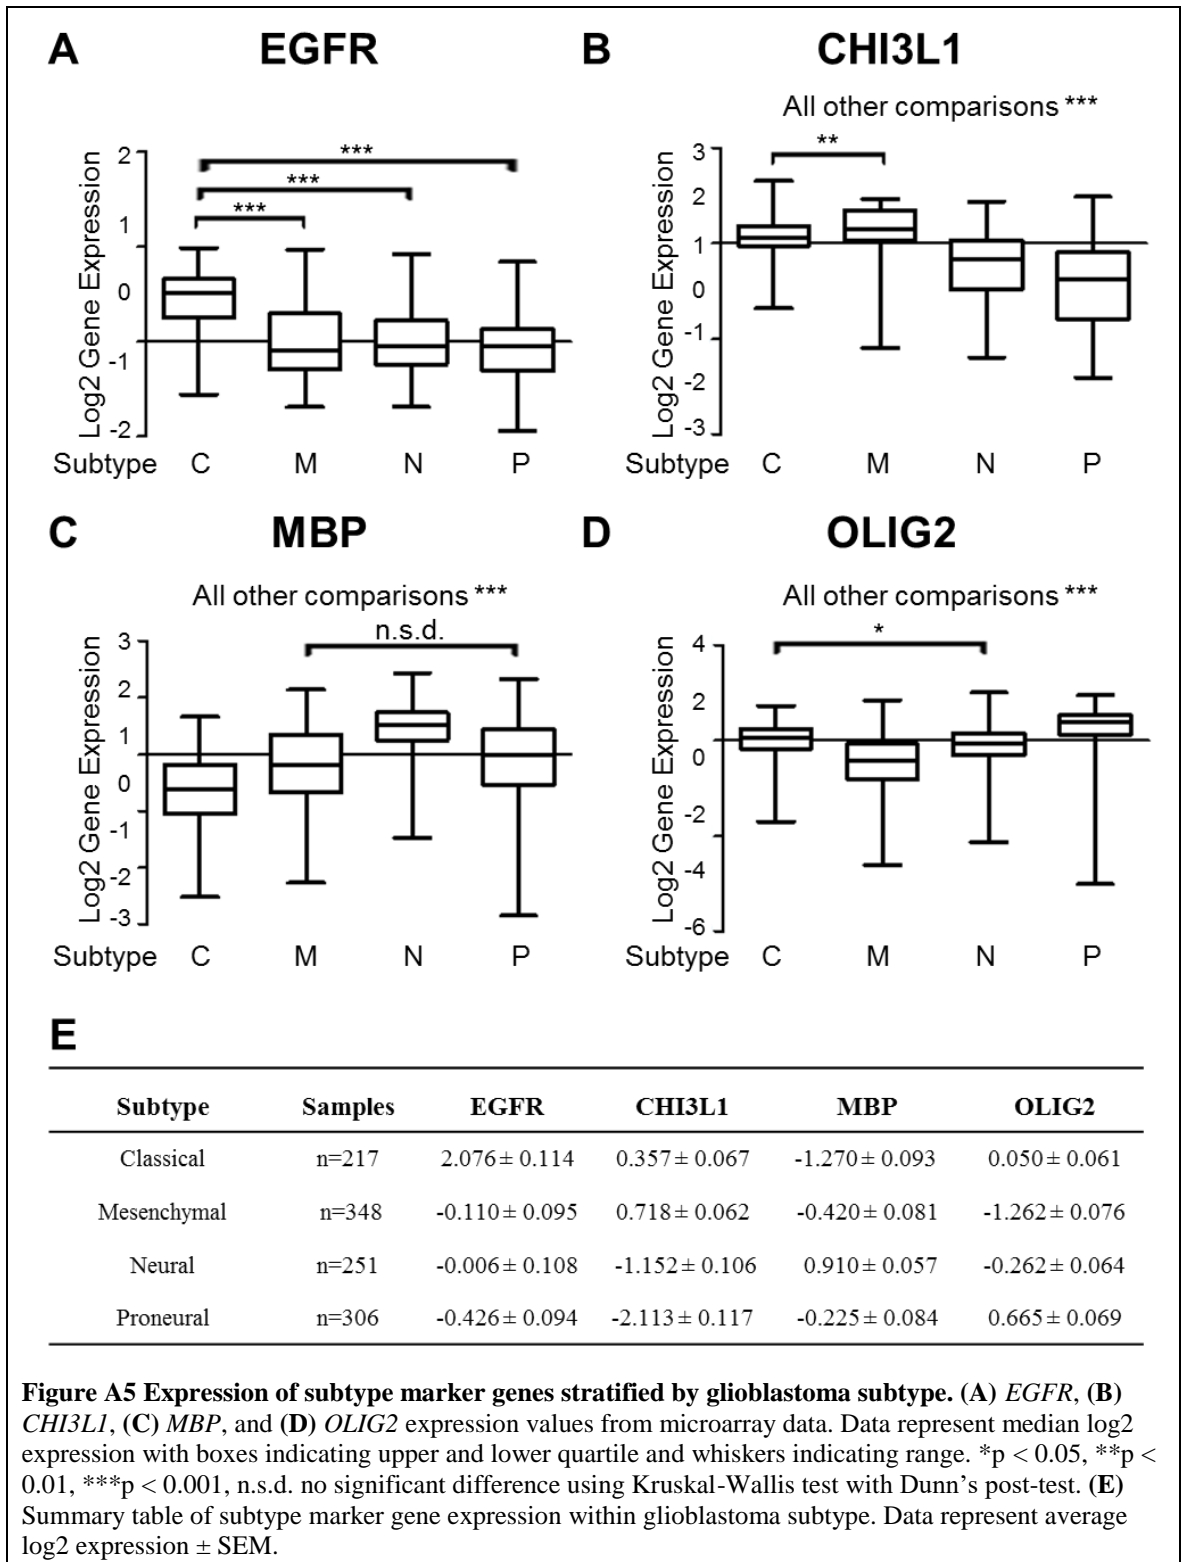 A EGFR
*** 
***
***
Log2 Gene Expression
2
1
0
-1
-2
Subtype C M N P
B CHI3L1
All other comparisons ***
**
Log2 Gene Expression
3
2
1
0
-1
-2
-3
Subtype C M N P
C MBP
All other comparisons ***
n.s.d.
Log2 Gene Expression
3
2
1
0
-1
-2
-3
Subtype C M N P
D OLIG2
All other comparisons ***
*
Log2 Gene Expression
4
2
0
-2
-4
-6
Subtype C M N P
E
Subtype Samples EGFR CHI3L1 MBP OLIG2
Classical n=217 2.076 ± 0.114 0.357 ± 0.067 -1.270 ± 0.093 0.050 ± 0.061
Mesenchymal n=348 -0.110 ± 0.095 0.718 ± 0.062 -0.420 ± 0.081 -1.262 ± 0.076
Neural n=251 -0.006 ± 0.108 -1.152 ± 0.106 0.910 ± 0.057 -0.262 ± 0.064
Proneural n=306 -0.426 ± 0.094 -2.113 ± 0.117 -0.225 ± 0.084 0.665 ± 0.069
Figure A5 Expression of subtype marker genes stratified by glioblastoma subtype. (A) EGFR, (B)
CHI3L1, (C) MBP, and (D) OLIG2 expression values from microarray data. Data represent median log2
expression with boxes indicating upper and lower quartile and whiskers indicating range. *p < 0.05, **p <
0.01, ***p < 0.001, n.s.d. no significant difference using Kruskal-Wallis test with Dunn’s post-test. (E)
Summary table of subtype marker gene expression within glioblastoma subtype. Data represent average
log2 expression ± SEM.